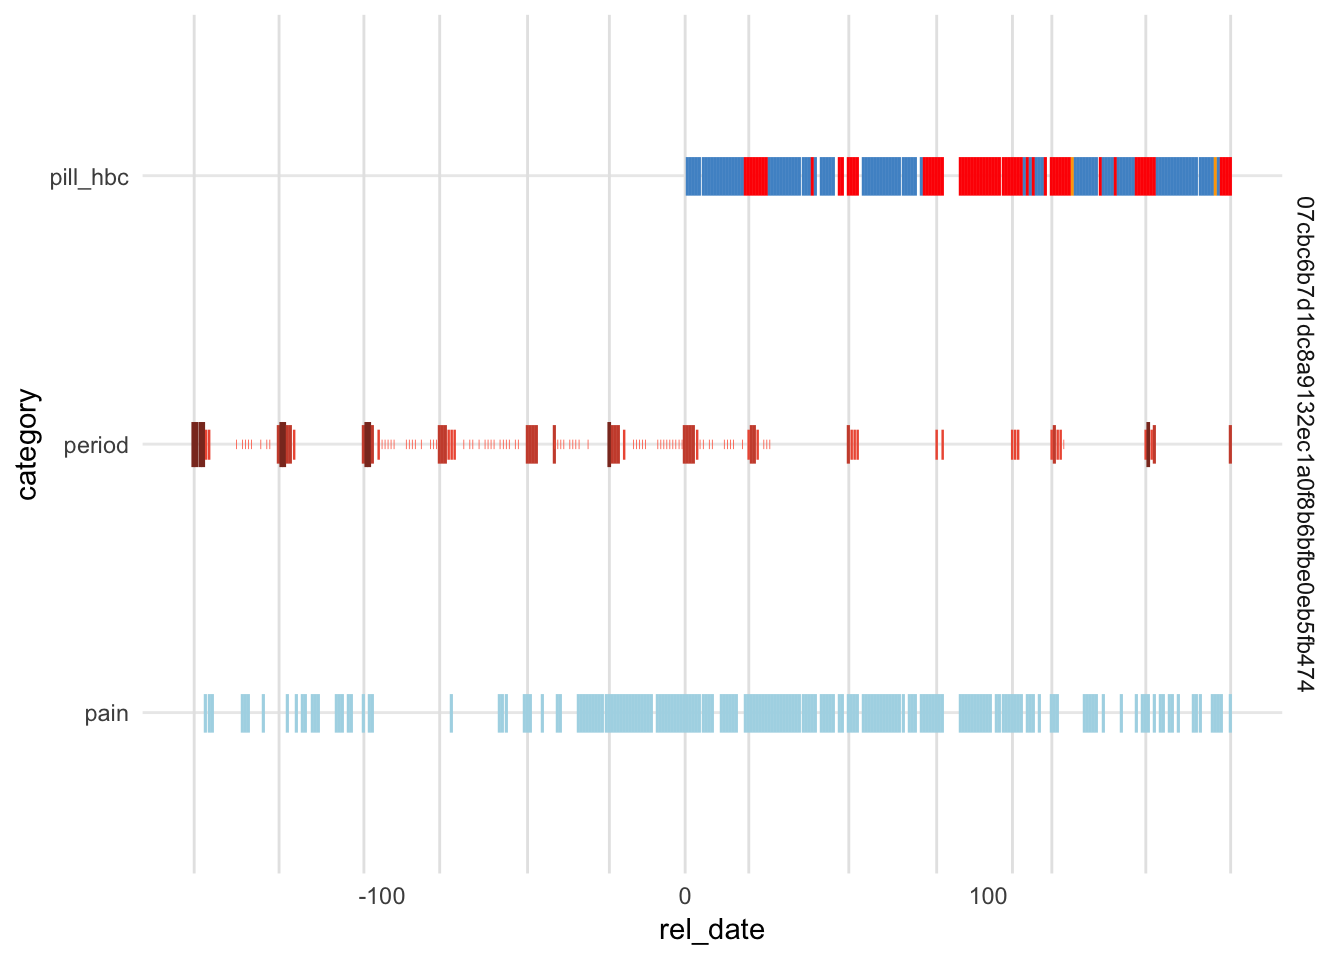 pill_hbc
period
pain
category
-100 0 100
rel_date
07cbc6b7d1dc8a9132ec1a0f8b6bfbe0eb5fb474